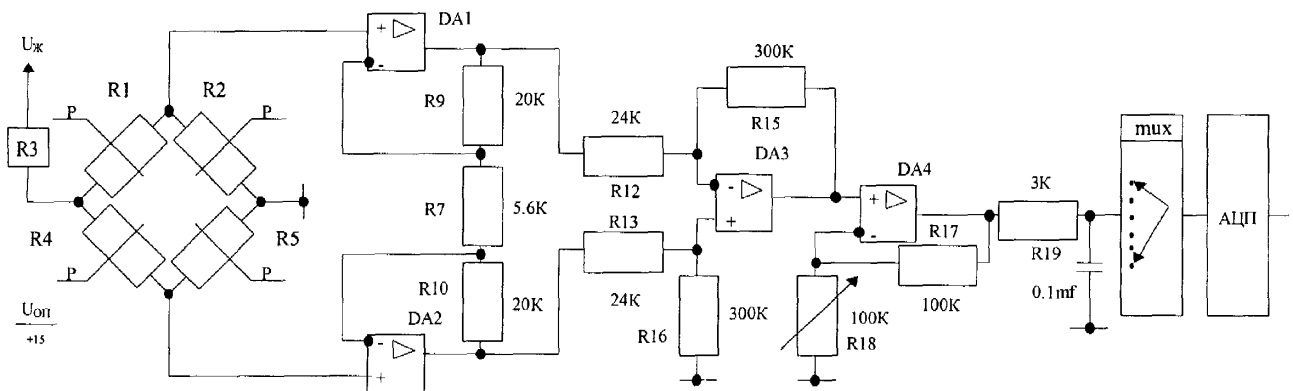 DA1
Uж
R1
R2
P
P
R3
R9
20K
300K
R15
24K
R12
mux
DA3
DA4
3K
АЦП
R4
R5
R7
5.6K
R13
24K
R17
R19
P
P
R10
20K
DA2
R16
300K
100K
R18
100K
0.1mf
Uоп
+15
+
-
-
+
-
+
+
-